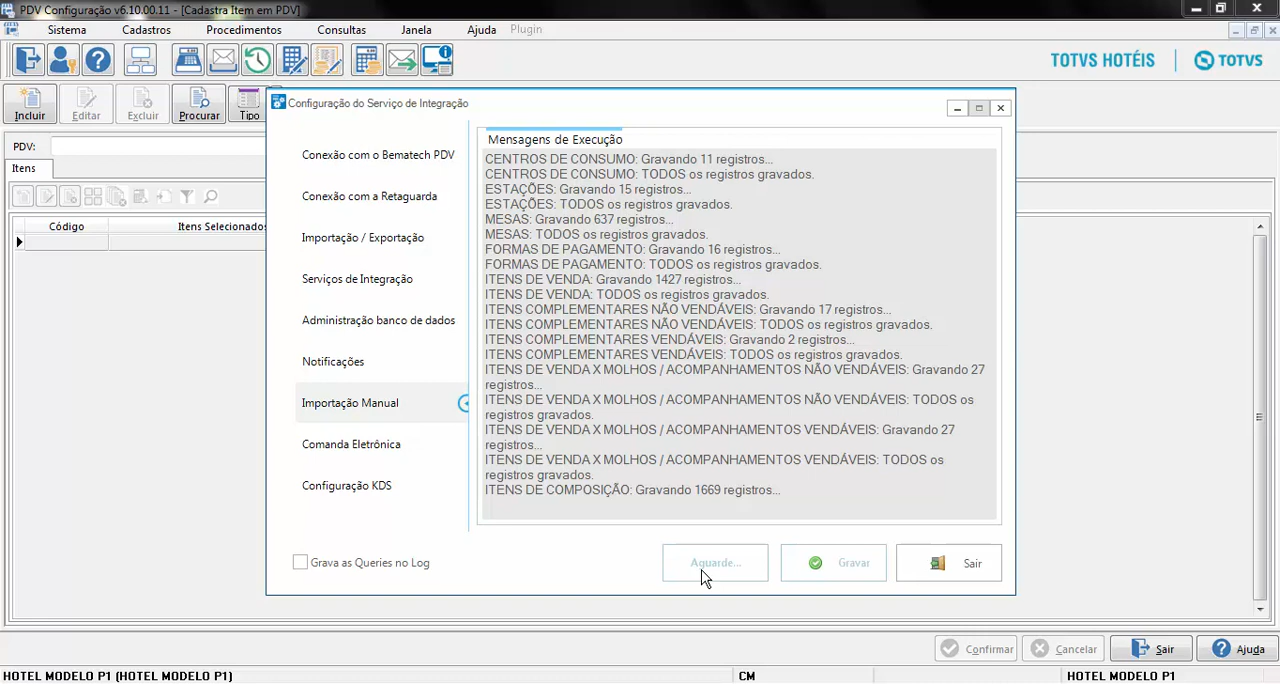 PDV Configuração v6.10.00.11 - [Cadastra Item em PDV]
Sistema Cadastros Procedimentos Consultas Janela Ajuda Plugin
TOTVS HOTÉIS TOTVS
Incluir Editar Excluir Procurar Tipo
PDV:
Itens
Código Itens Selecionados
Configuração do Serviço de Integração
Conexão com o Bematech PDV
Conexão com a Retaguarda
Importação / Exportação
Serviços de Integração
Administração banco de dados
Notificações
Importação Manual
Comanda Eletrônica
Configuração KDS
Mensagens de Execução
CENTROS DE CONSUMO: Gravando 11 registros...
CENTROS DE CONSUMO: TODOS os registros gravados.
ESTAÇÕES: Gravando 15 registros...
ESTAÇÕES: TODOS os registros gravados.
MESAS: Gravando 637 registros...
MESAS: TODOS os registros gravados.
FORMAS DE PAGAMENTO: Gravando 16 registros...
FORMAS DE PAGAMENTO: TODOS os registros gravados.
ITENS DE VENDA: Gravando 1427 registros...
ITENS DE VENDA: TODOS os registros gravados.
ITENS COMPLEMENTARES NÃO VENDÁVEIS: Gravando 17 registros...
ITENS COMPLEMENTARES NÃO VENDÁVEIS: TODOS os registros gravados.
ITENS COMPLEMENTARES VENDÁVEIS: Gravando 2 registros...
ITENS COMPLEMENTARES VENDÁVEIS: TODOS os registros gravados.
ITENS DE VENDA X MOLHOS / ACOMPANHAMENTOS NÃO VENDÁVEIS: Gravando 27
registros...
ITENS DE VENDA X MOLHOS / ACOMPANHAMENTOS NÃO VENDÁVEIS: TODOS os
registros gravados.
ITENS DE VENDA X MOLHOS / ACOMPANHAMENTOS VENDÁVEIS: Gravando 27
registros...
ITENS DE VENDA X MOLHOS / ACOMPANHAMENTOS VENDÁVEIS: TODOS os
registros gravados.
ITENS DE COMPOSIÇÃO: Gravando 1669 registros...
Grava as Queries no Log
Aguarde... Gravar Sair
Confirmar Cancelar Sair Ajuda
HOTEL MODELO P1 (HOTEL MODELO P1) CM HOTEL MODELO P1